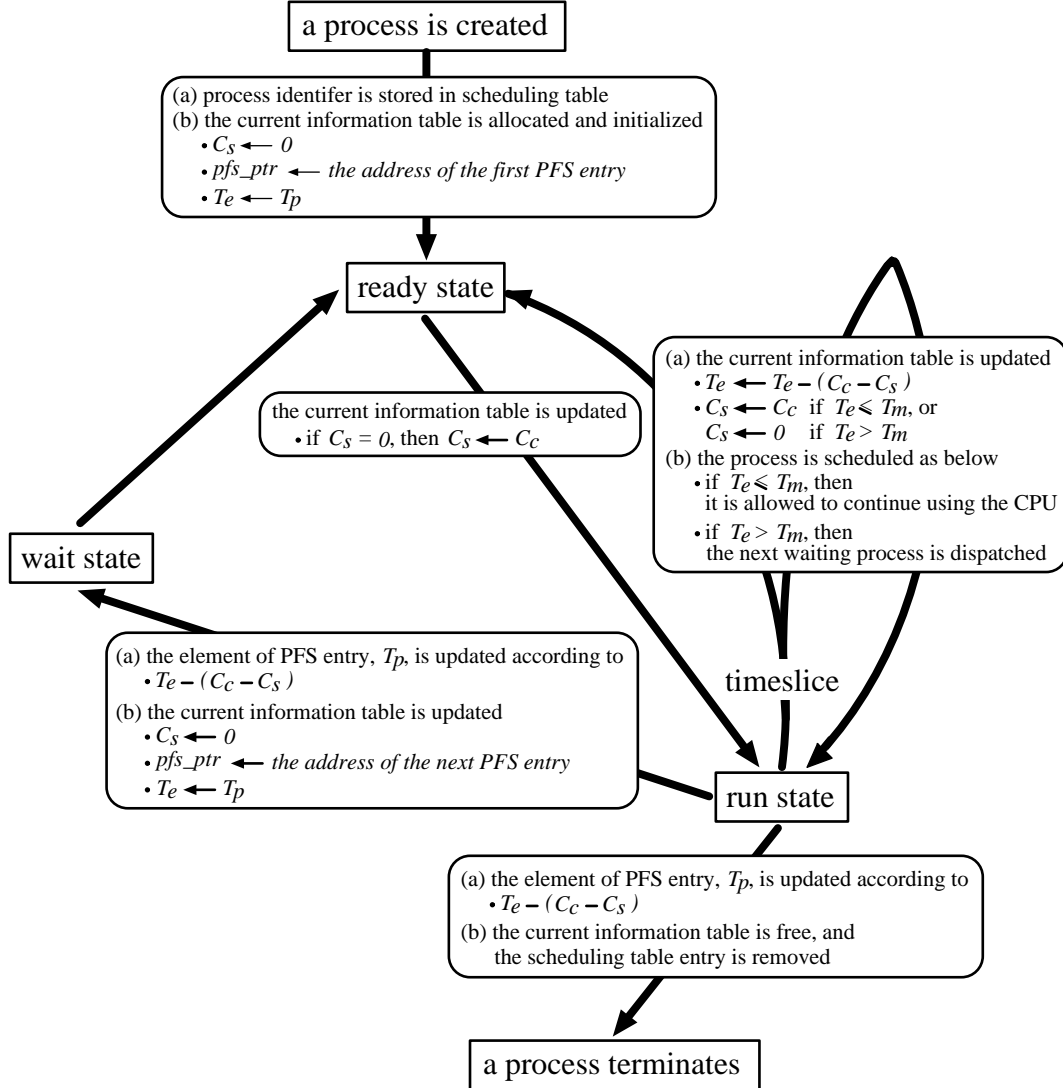 a process is created
(a) process identifer is stored in scheduling table
(b) the current information table is allocated and initialized
• Cs ← 0
• pfs_ptr ← the address of the first PFS entry
• Te ← Tp
ready state
(a) the current information table is updated
• Te ← Te – (Cc – Cs)
• Cs ← Cc if Te ⩽ Tm, or
Cs ← 0 if Te > Tm
(b) the process is scheduled as below
• if Te ⩽ Tm, then
it is allowed to continue using the CPU
• if Te > Tm, then
the next waiting process is dispatched
the current information table is updated
• if Cs = 0, then Cs ← Cc
wait state
(a) the element of PFS entry, Tp, is updated according to
• Te – (Cc – Cs)
(b) the current information table is updated
• Cs ← 0
• pfs_ptr ← the address of the next PFS entry
• Te ← Tp
timeslice
run state
(a) the element of PFS entry, Tp, is updated according to
• Te – (Cc – Cs)
(b) the current information table is free, and
the scheduling table entry is removed
a process terminates